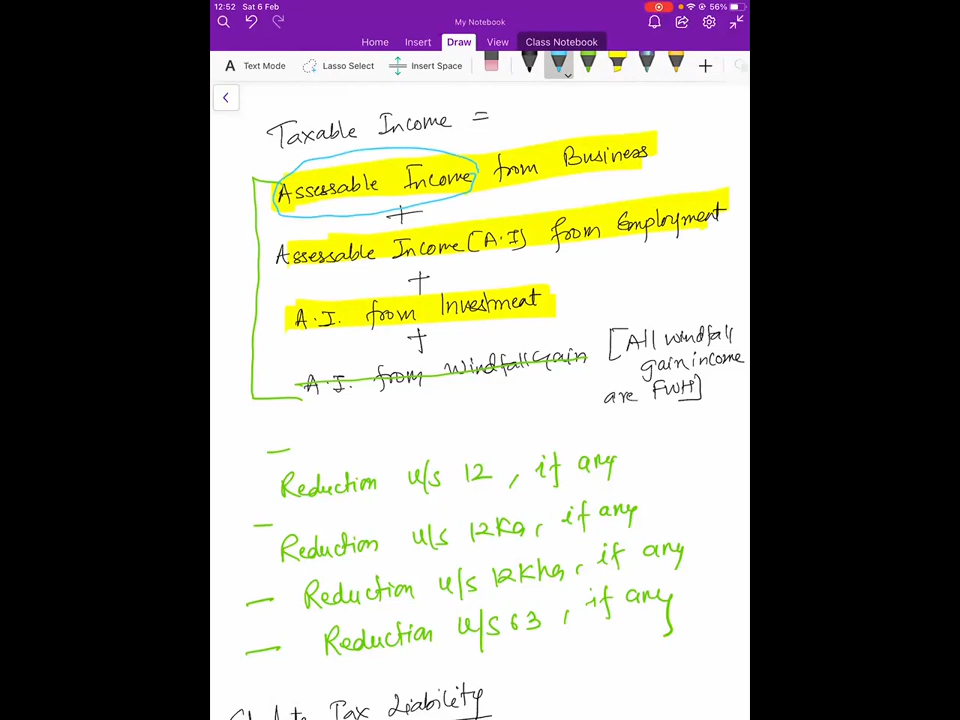 12:52 Sat 6 Feb
56%
My Notebook
Home Insert Draw View Class Notebook
A Text Mode Lasso Select Insert Space
Taxable Income =
Assessable Income from Business
+
Assessable Income [A.I] from Employment
+
A.I. from Investment
+
A.I. from Windfall Gain
[All windfall
gain income
are FWH]
— Reduction u/s 12, if any
— Reduction u/s 12Ka, if any
— Reduction u/s 12Kha, if any
— Reduction u/s 63, if any
Tax Liability